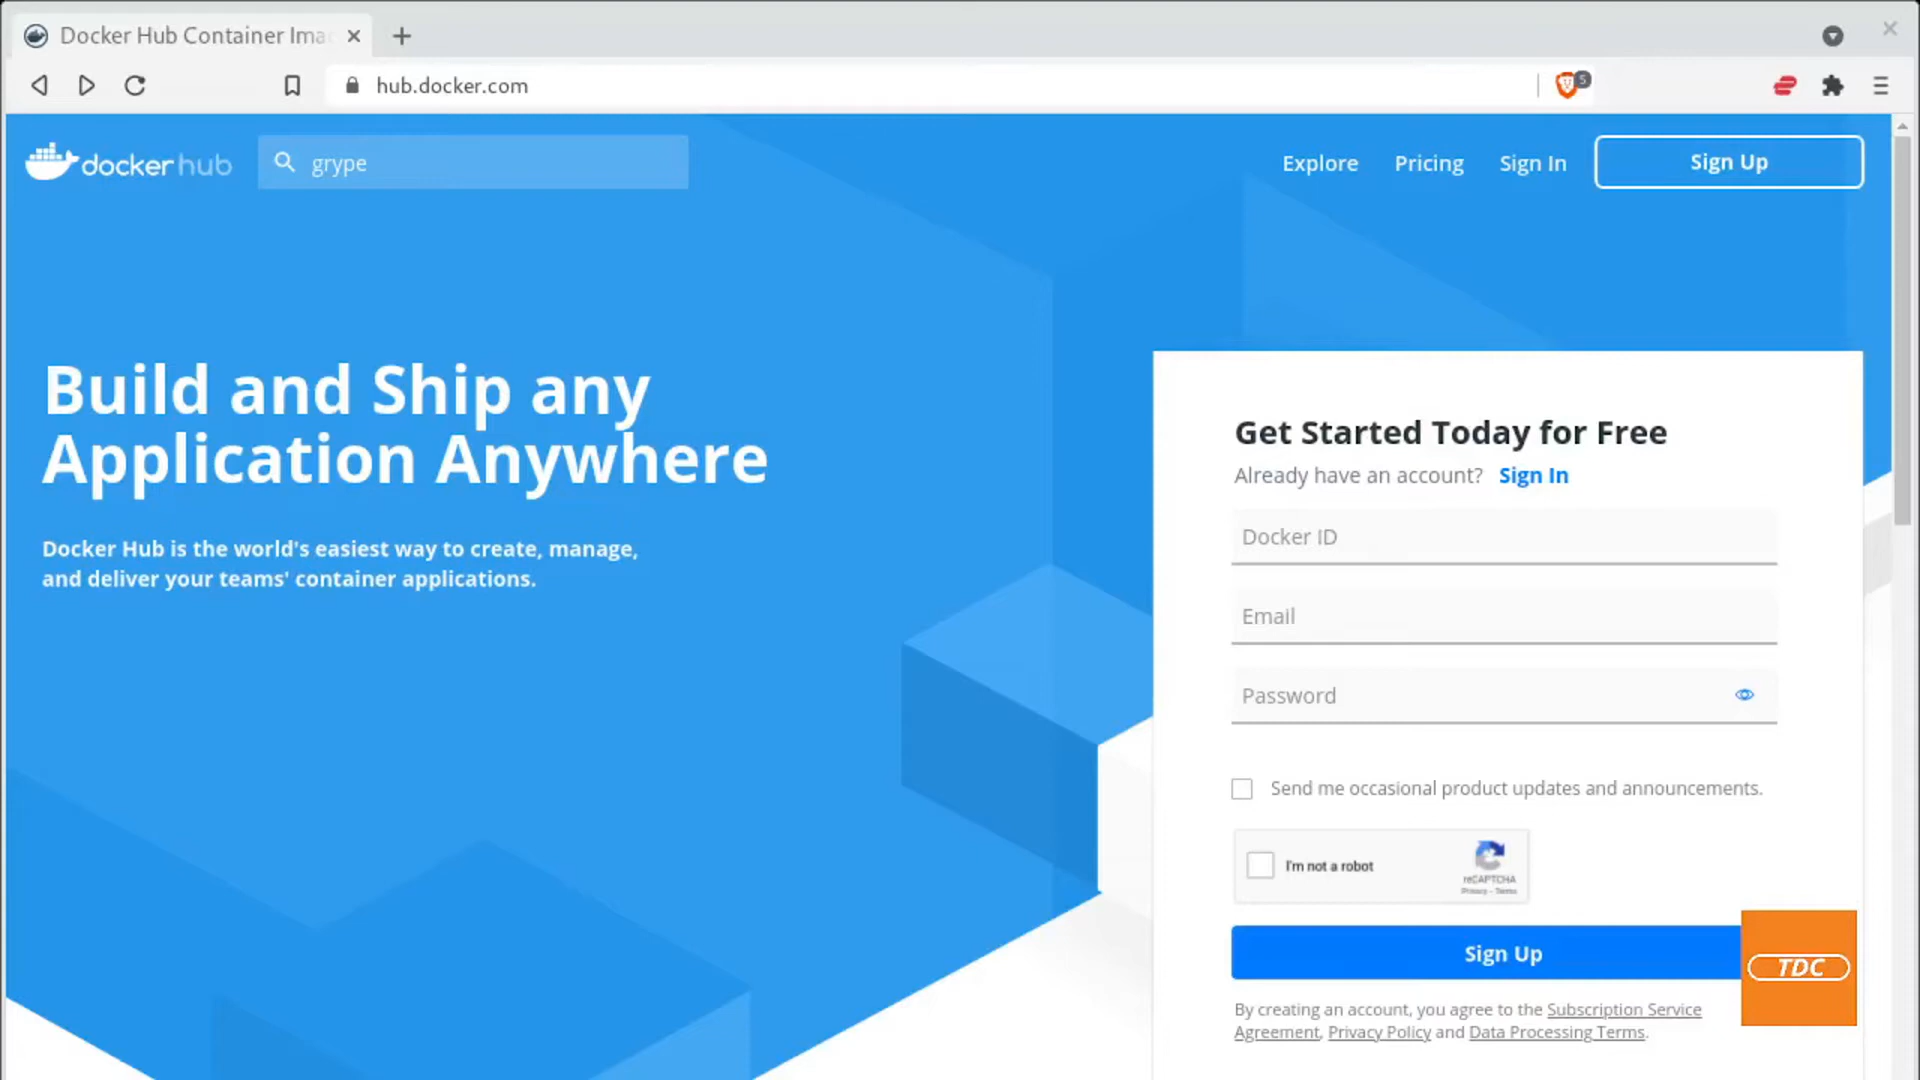 Docker Hub Container Ima
hub.docker.com
5
docker hub
grype
Explore
Pricing
Sign In
Sign Up
Build and Ship any
Application Anywhere
Docker Hub is the world's easiest way to create, manage,
and deliver your teams' container applications.
Get Started Today for Free
Already have an account? Sign In
Docker ID
Email
Password
Send me occasional product updates and announcements.
I'm not a robot
reCAPTCHA
Privacy - Terms
Sign Up
TDC
By creating an account, you agree to the Subscription Service
Agreement, Privacy Policy and Data Processing Terms.